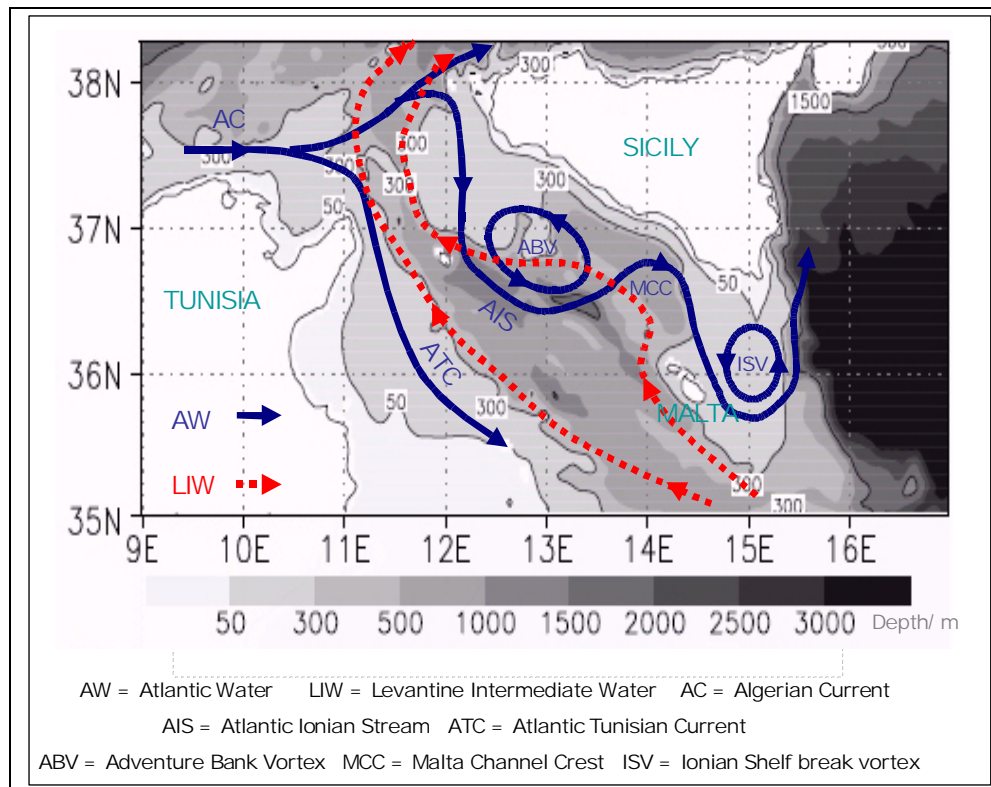 300
38N
300
1500
AC
SICILY
300
300
300
300
300
37N
50
ABV
50
MCC
TUNISIA
AIS
36N
ATC
ISV
50
300
MALTA
AW
LIW
300
300
35N
9E 10E 11E 12E 13E 14E 15E 16E
50 300 500 1000 1500 2000 2500 3000 Depth/ m
AW = Atlantic Water LIW = Levantine Intermediate Water AC = Algerian Current
AIS = Atlantic Ionian Stream ATC = Atlantic Tunisian Current
ABV = Adventure Bank Vortex MCC = Malta Channel Crest ISV = Ionian Shelf break vortex